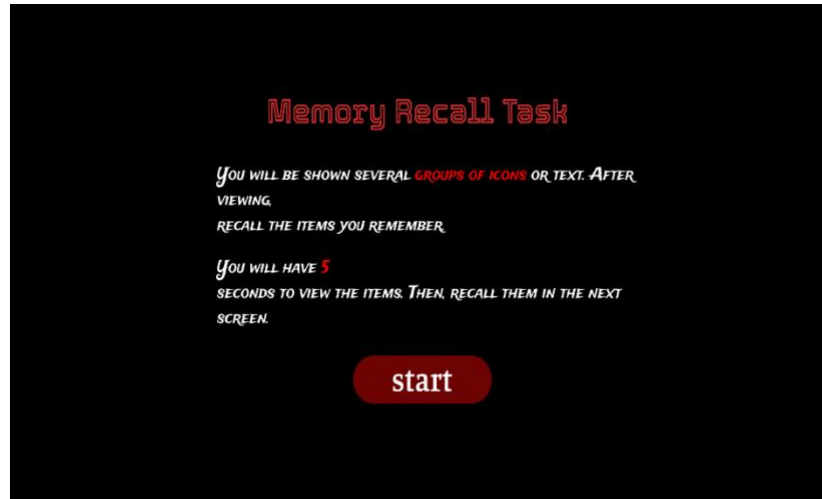 Memory Recall Task
You will be shown several groups of icons or text. After
viewing,
recall the items you remember.
You will have 5
seconds to view the items. Then, recall them in the next
screen.
start